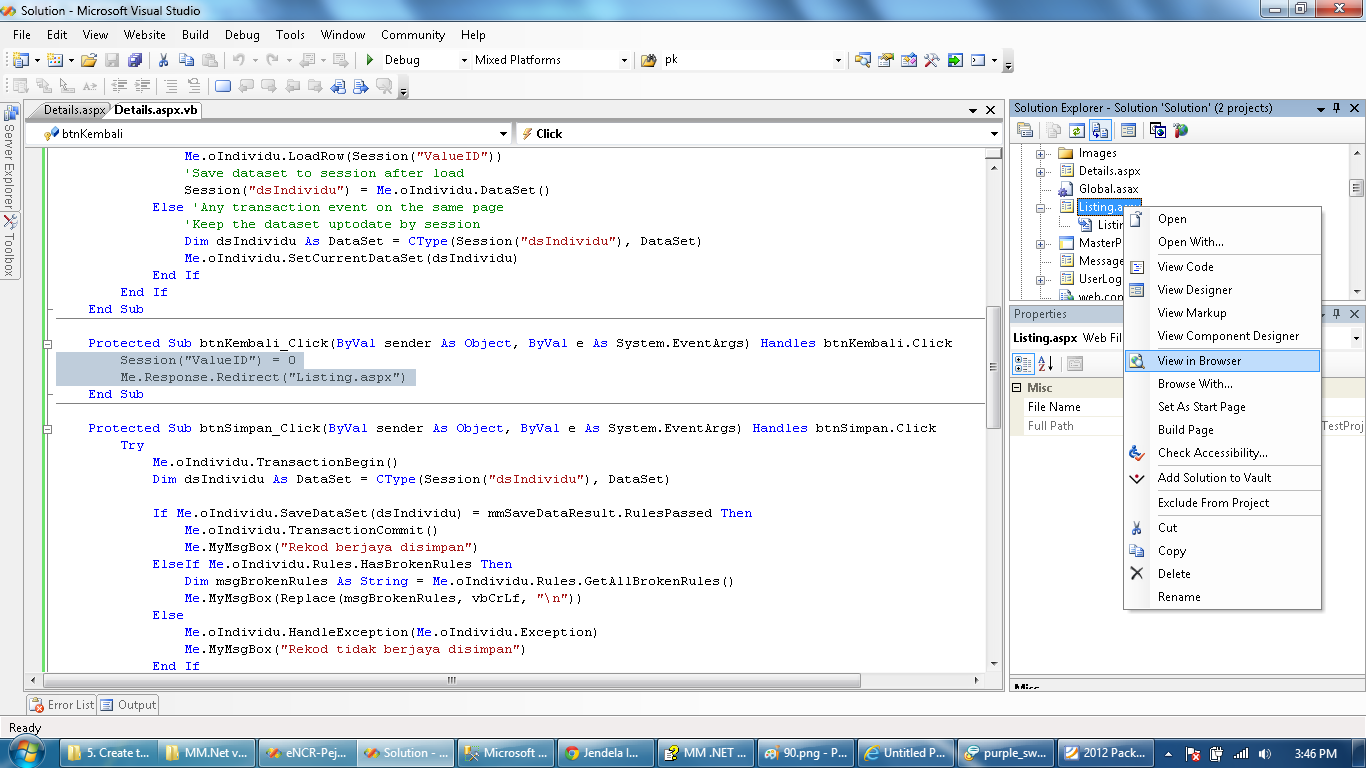 Solution - Microsoft Visual Studio
File Edit View Website Build Debug Tools Window Community Help
Debug Mixed Platforms pk
Server Explorer
Toolbox
Details.aspx Details.aspx.vb
btnKembali Click
Me.oIndividu.LoadRow(Session("ValueID"))
'Save dataset to session after load
Session("dsIndividu") = Me.oIndividu.DataSet()
Else 'Any transaction event on the same page
'Keep the dataset uptodate by session
Dim dsIndividu As DataSet = CType(Session("dsIndividu"), DataSet)
Me.oIndividu.SetCurrentDataSet(dsIndividu)
End If
End If
End Sub
Protected Sub btnKembali_Click(ByVal sender As Object, ByVal e As System.EventArgs) Handles btnKembali.Click
Session("ValueID") = 0
Me.Response.Redirect("Listing.aspx")
End Sub
Protected Sub btnSimpan_Click(ByVal sender As Object, ByVal e As System.EventArgs) Handles btnSimpan.Click
Try
Me.oIndividu.TransactionBegin()
Dim dsIndividu As DataSet = CType(Session("dsIndividu"), DataSet)
If Me.oIndividu.SaveDataSet(dsIndividu) = mmSaveDataResult.RulesPassed Then
Me.oIndividu.TransactionCommit()
Me.MyMsgBox("Rekod berjaya disimpan")
ElseIf Me.oIndividu.Rules.HasBrokenRules Then
Dim msgBrokenRules As String = Me.oIndividu.Rules.GetAllBrokenRules()
Me.MyMsgBox(Replace(msgBrokenRules, vbCrLf, "\n"))
Else
Me.oIndividu.HandleException(Me.oIndividu.Exception)
Me.MyMsgBox("Rekod tidak berjaya disimpan")
End If
Solution Explorer - Solution 'Solution' (2 projects)
Images
Details.aspx
Global.asax
Listing.asp
Listin
MasterP
Message
UserLog
web.con
Properties
Listing.aspx Web Fil
Misc
File Name
Full Path TestProj
Misc
Open
Open With...
View Code
View Designer
View Markup
View Component Designer
View in Browser
Browse With...
Set As Start Page
Build Page
Check Accessibility...
Add Solution to Vault
Exclude From Project
Cut
Copy
Delete
Rename
Error List Output
Ready
5. Create t... MM.Net v... eNCR-Pej... Solution - ... Microsoft ... Jendela I... MM .NET ... 90.png - P... Untitled P... purple_sw... 2012 Pack... 3:46 PM